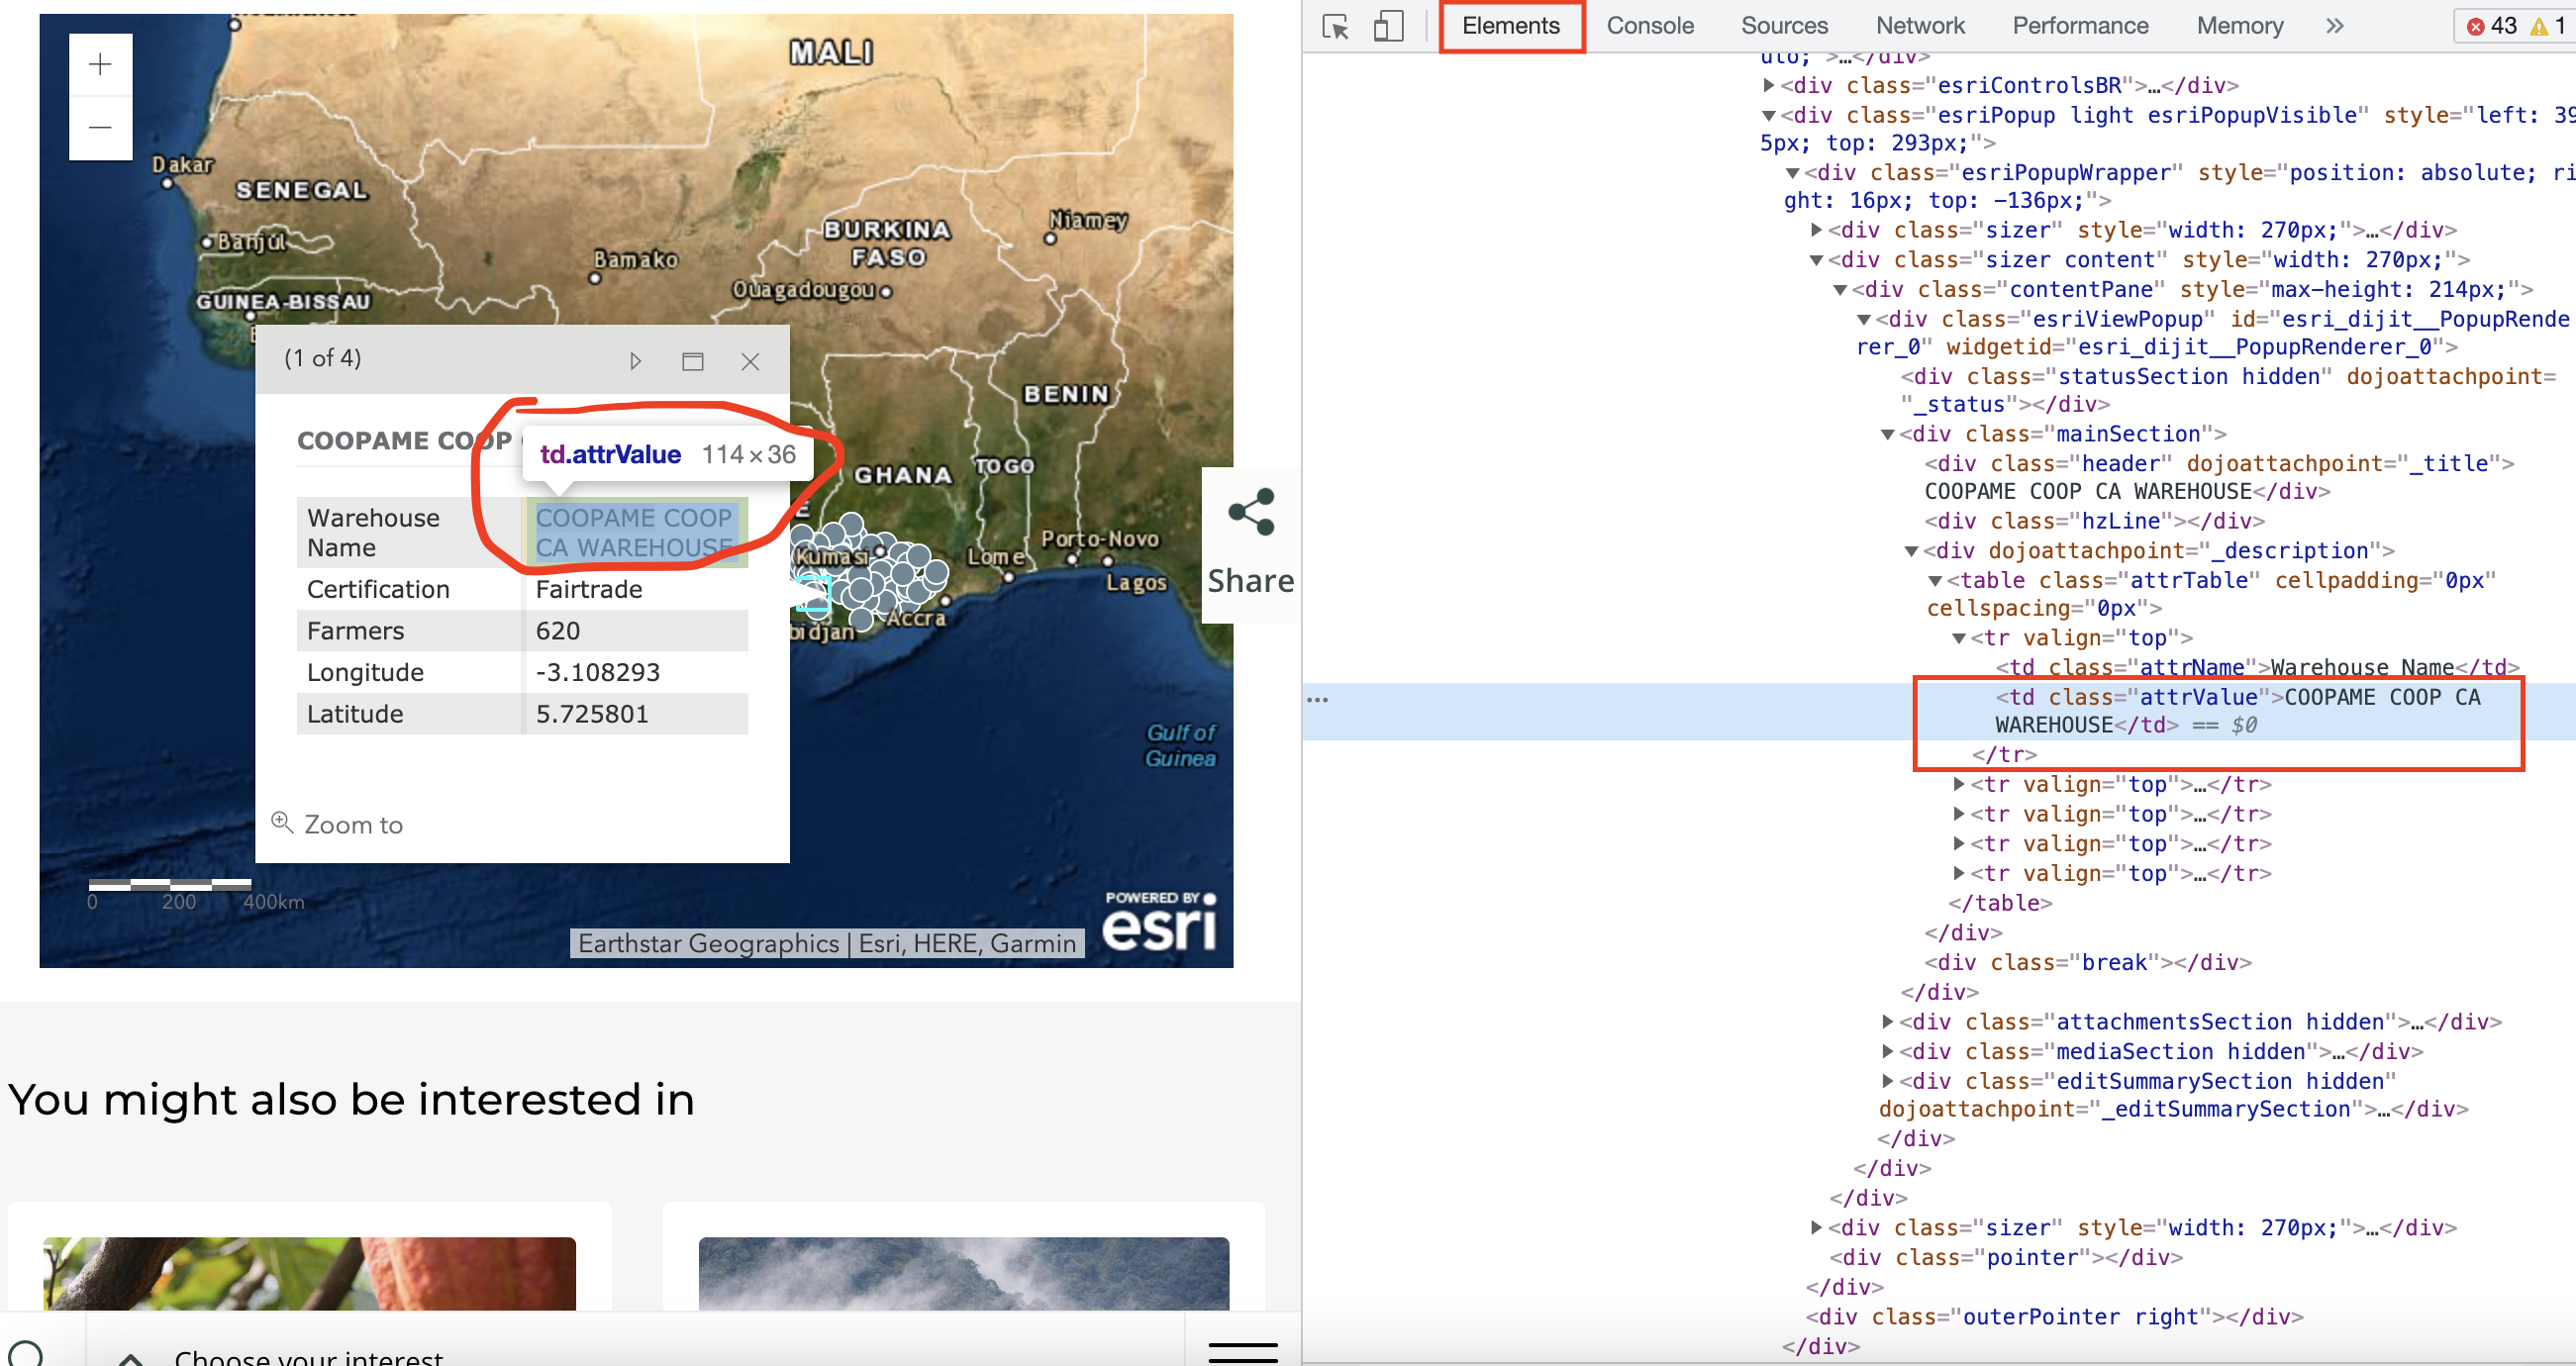 MALI
Dakar
SENEGAL
Banjul
BURKINA
FASO
Niamey
Bamako
Ouagadougou
GUINEA-BISSAU
(1 of 4)
BENIN
COOPAME COOP
td.attrValue 114 × 36
GHANA
TOGO
Warehouse
Name
COOPAME COOP
CA WAREHOUSE
Certification
Fairtrade
Farmers
620
Longitude
-3.108293
Latitude
5.725801
Zoom to
Kumasi
Lome
Porto-Novo
Lagos
Accra
bidjan
Gulf of
Guinea
Share
0 200 400km
POWERED BY
esri
Earthstar Geographics | Esri, HERE, Garmin
You might also be interested in
Choose your interest
Elements Console Sources Network Performance Memory » 43 1
uto; ">…</div>
<div class="esriControlsBR">…</div>
<div class="esriPopup light esriPopupVisible" style="left: 39
5px; top: 293px;">
<div class="esriPopupWrapper" style="position: absolute; ri
ght: 16px; top: -136px;">
<div class="sizer" style="width: 270px;">…</div>
<div class="sizer content" style="width: 270px;">
<div class="contentPane" style="max-height: 214px;">
<div class="esriViewPopup" id="esri_dijit__PopupRende
rer_0" widgetid="esri_dijit__PopupRenderer_0">
<div class="statusSection hidden" dojoattachpoint=
"_status"></div>
<div class="mainSection">
<div class="header" dojoattachpoint="_title">
COOPAME COOP CA WAREHOUSE</div>
<div class="hzLine"></div>
<div dojoattachpoint="_description">
<table class="attrTable" cellpadding="0px"
cellspacing="0px">
<tr valign="top">
<td class="attrName">Warehouse Name</td>
<td class="attrValue">COOPAME COOP CA
WAREHOUSE</td> == $0
</tr>
<tr valign="top">…</tr>
<tr valign="top">…</tr>
<tr valign="top">…</tr>
<tr valign="top">…</tr>
</table>
</div>
<div class="break"></div>
</div>
<div class="attachmentsSection hidden">…</div>
<div class="mediaSection hidden">…</div>
<div class="editSummarySection hidden"
dojoattachpoint="_editSummarySection">…</div>
</div>
</div>
</div>
<div class="sizer" style="width: 270px;">…</div>
<div class="pointer"></div>
</div>
<div class="outerPointer right"></div>
</div>